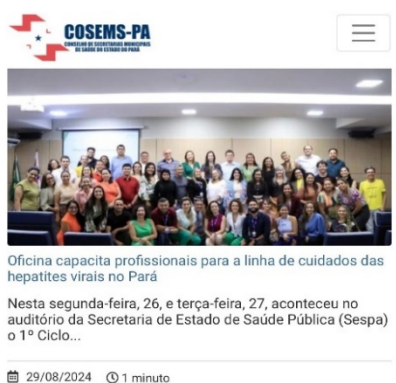 COSEMS-PA
CONSELHO DE SECRETARIAS MUNICIPAIS
DE SAÚDE DO ESTADO DO PARÁ
Oficina capacita profissionais para a linha de cuidados das
hepatites virais no Pará
Nesta segunda-feira, 26, e terça-feira, 27, aconteceu no
auditório da Secretaria de Estado de Saúde Pública (Sespa)
o 1º Ciclo...
29/08/2024 1 minuto